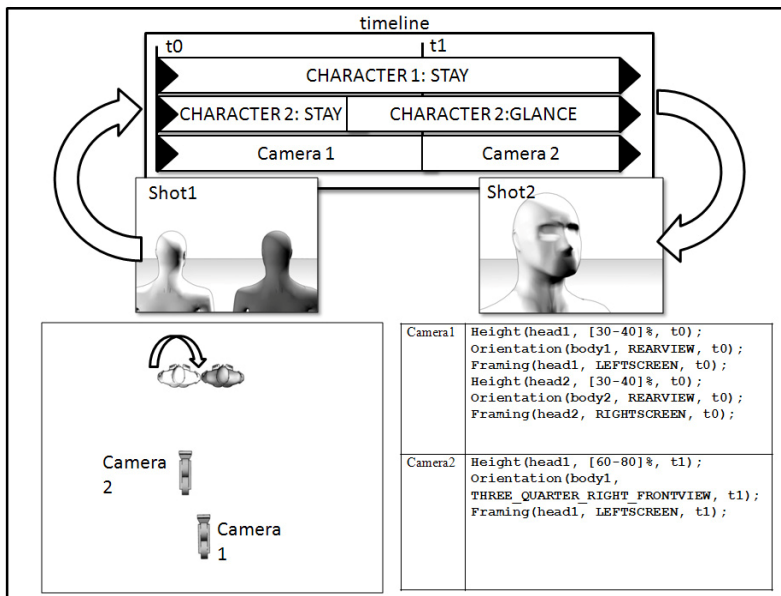 timeline
t0 t1
CHARACTER 1: STAY
CHARACTER 2: STAY CHARACTER 2:GLANCE
Camera 1 Camera 2
Shot1
Shot2
Camera
2
Camera
1
Camera1
Height(head1, [30-40]%, t0);
Orientation(body1, REARVIEW, t0);
Framing(head1, LEFTSCREEN, t0);
Height(head2, [30-40]%, t0);
Orientation(body2, REARVIEW, t0);
Framing(head2, RIGHTSCREEN, t0);
Camera2
Height(head1, [60-80]%, t1);
Orientation(body1,
THREE_QUARTER_RIGHT_FRONTVIEW, t1);
Framing(head1, LEFTSCREEN, t1);